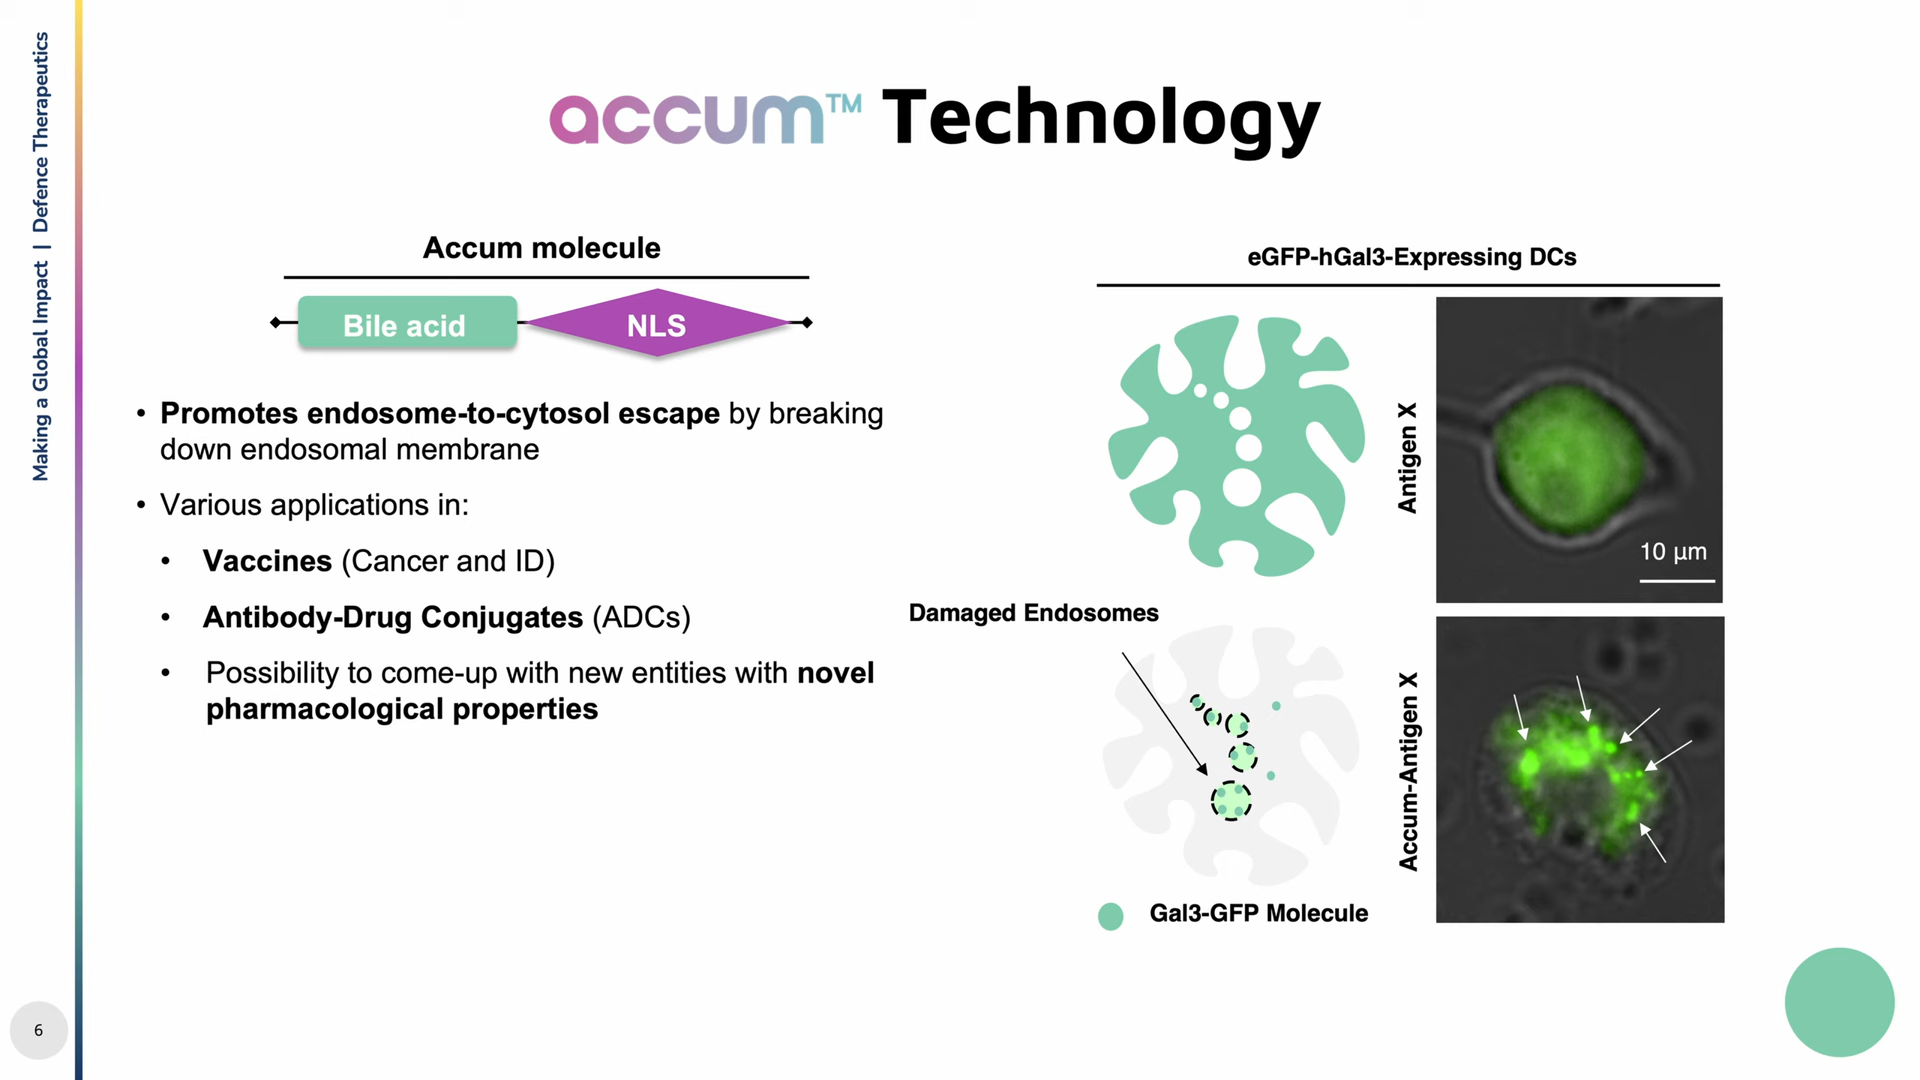 Making a Global Impact | Defence Therapeutics
accum™ Technology
Accum molecule
Bile acid
NLS
• Promotes endosome-to-cytosol escape by breaking
down endosomal membrane
• Various applications in:
• Vaccines (Cancer and ID)
• Antibody-Drug Conjugates (ADCs)
• Possibility to come-up with new entities with novel
pharmacological properties
eGFP-hGal3-Expressing DCs
Antigen X
10 μm
Damaged Endosomes
Accum-Antigen X
Gal3-GFP Molecule
6